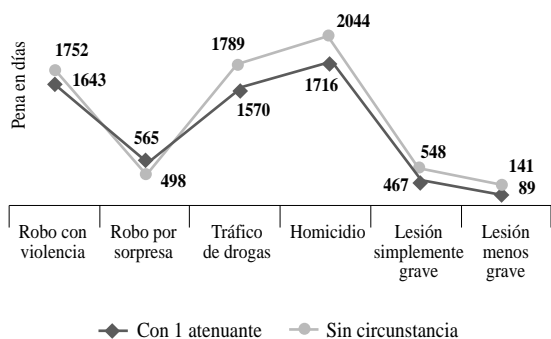 Pena en días
1752
1643
565
498
1789
1570
2044
1716
548
467
141
89
Robo con
violencia
Robo por
sorpresa
Tráfico
de drogas
Homicidio
Lesión
simplemente
grave
Lesión
menos
grave
Con 1 atenuante
Sin circunstancia